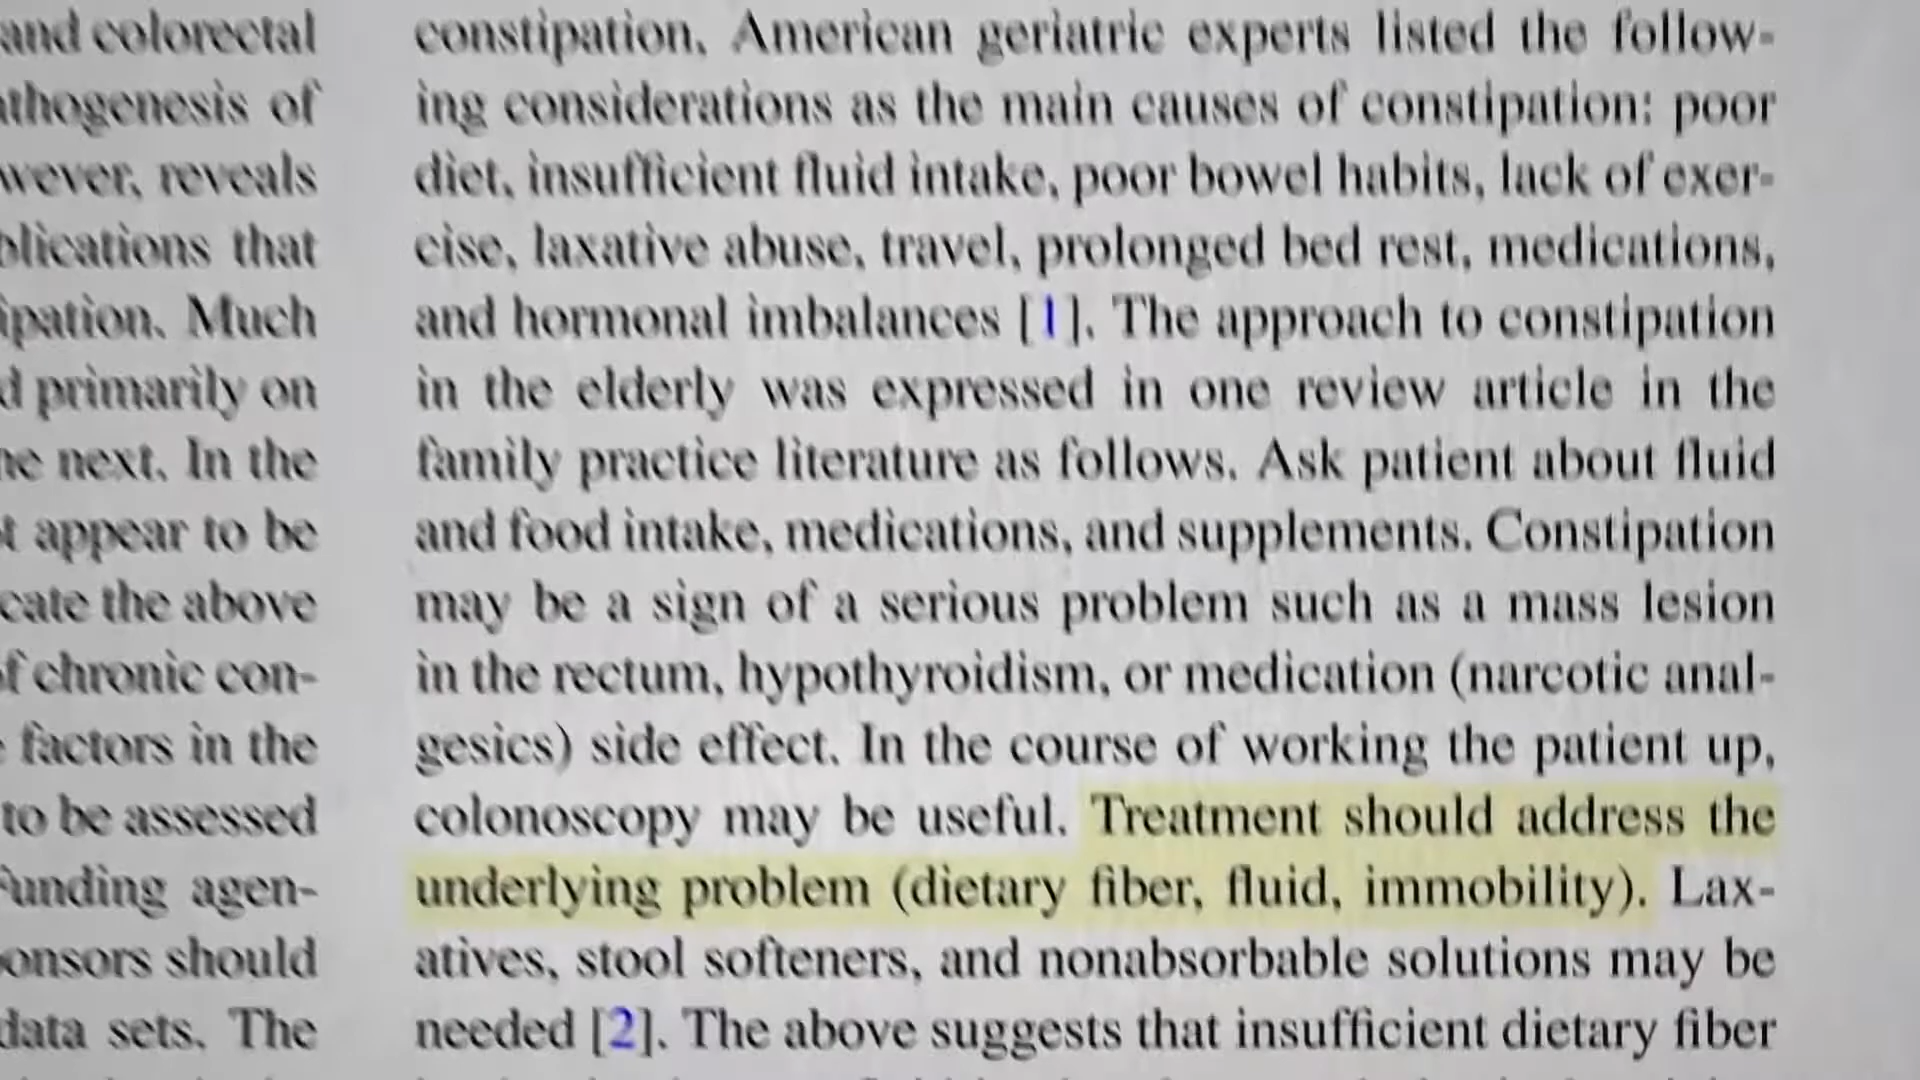 and colorectal
thogenesis of
wever, reveals
plications that
ipation. Much
d primarily on
ne next. In the
t appear to be
cate the above
of chronic con-
factors in the
to be assessed
Funding agen-
onsors should
data sets. The
constipation. American geriatric experts listed the follow-
ing considerations as the main causes of constipation: poor
diet, insufficient fluid intake, poor bowel habits, lack of exer-
cise, laxative abuse, travel, prolonged bed rest, medications,
and hormonal imbalances [1]. The approach to constipation
in the elderly was expressed in one review article in the
family practice literature as follows. Ask patient about fluid
and food intake, medications, and supplements. Constipation
may be a sign of a serious problem such as a mass lesion
in the rectum, hypothyroidism, or medication (narcotic anal-
gesics) side effect. In the course of working the patient up,
colonoscopy may be useful. Treatment should address the
underlying problem (dietary fiber, fluid, immobility). Lax-
atives, stool softeners, and nonabsorbable solutions may be
needed [2]. The above suggests that insufficient dietary fiber